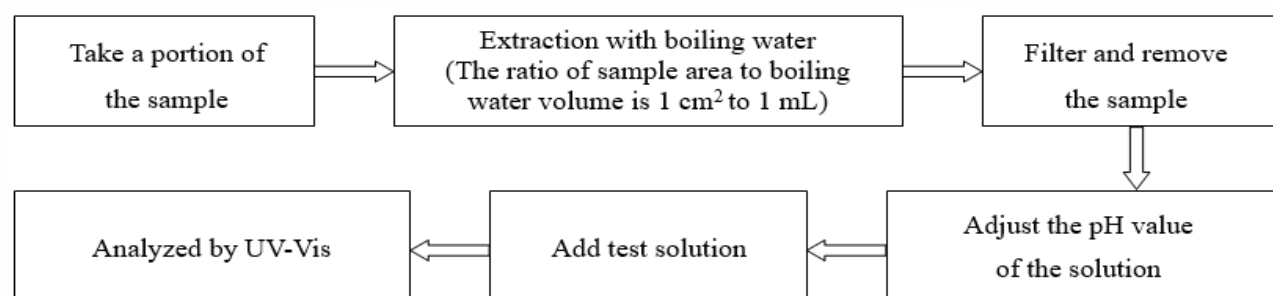 Take a portion of
the sample
Extraction with boiling water
(The ratio of sample area to boiling
water volume is 1 cm² to 1 mL)
Filter and remove
the sample
Adjust the pH value
of the solution
Add test solution
Analyzed by UV-Vis